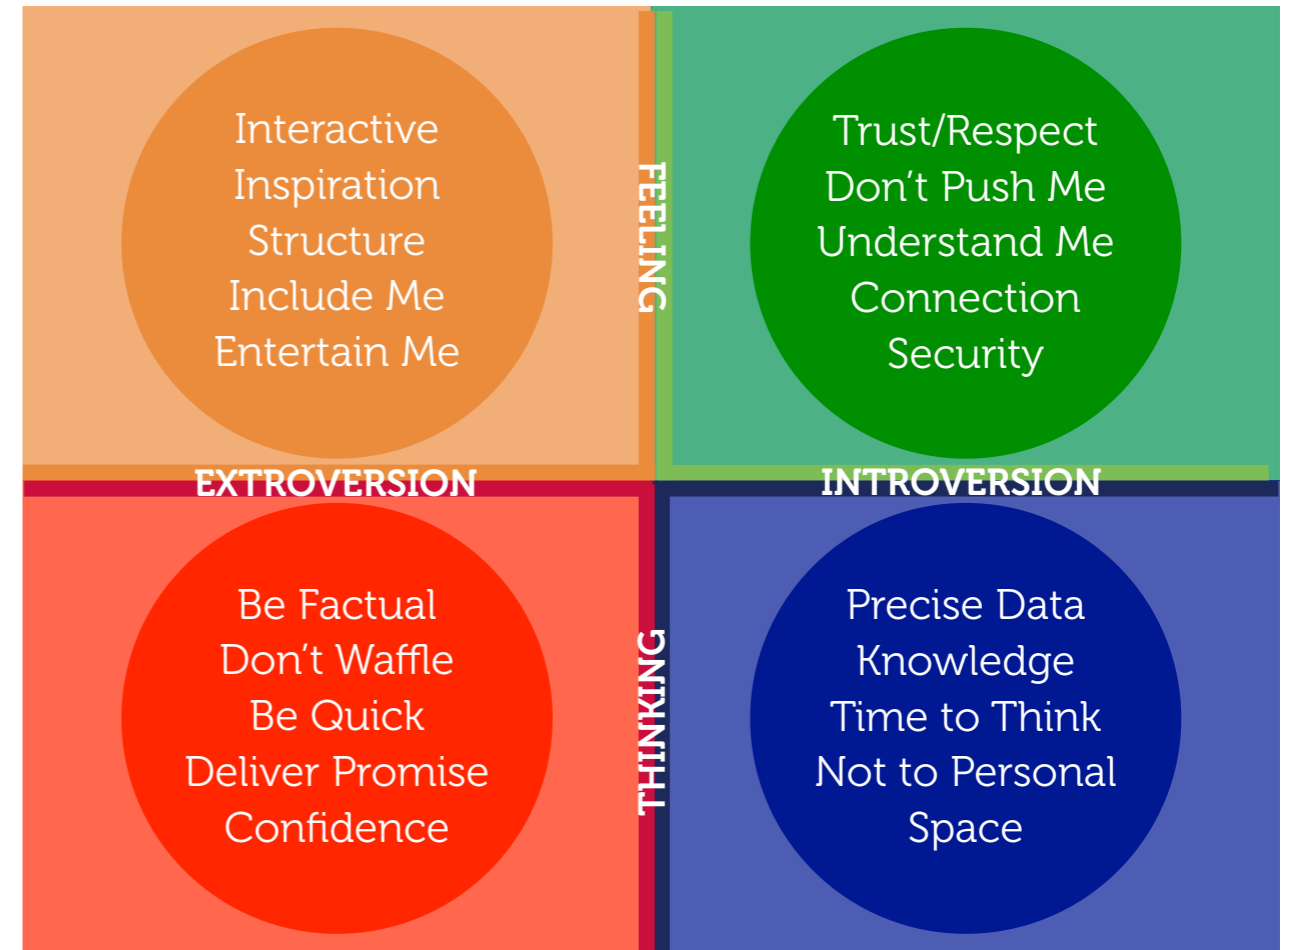 Interactive
Inspiration
Structure
Include Me
Entertain Me
FEELING
Trust/Respect
Don't Push Me
Understand Me
Connection
Security
EXTROVERSION
INTROVERSION
Be Factual
Don't Waffle
Be Quick
Deliver Promise
Confidence
THINKING
Precise Data
Knowledge
Time to Think
Not to Personal
Space